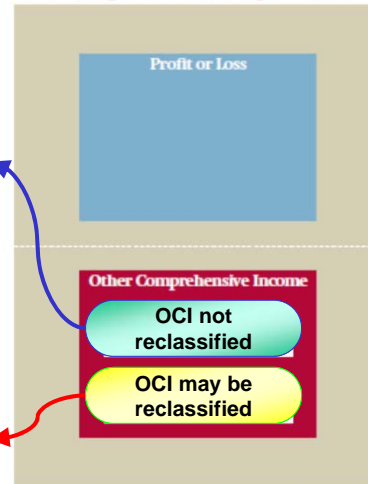 Profit or Loss
Other Comprehensive Income
OCI not
reclassified
OCI may be
reclassified